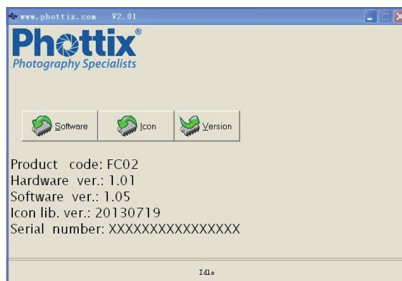 www.phottix.com V2.01
Phottix®
Photography Specialists
Software Icon Version
Product code: FC02
Hardware ver.: 1.01
Software ver.: 1.05
Icon lib. ver.: 20130719
Serial number: XXXXXXXXXXXXXXXX
Idle